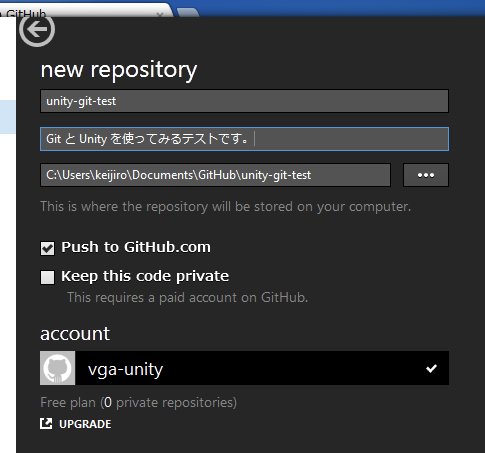 GitHub
new repository
unity-git-test
Git と Unity を使ってみるテストです。
C:\Users\keijiro\Documents\GitHub\unity-git-test
This is where the repository will be stored on your computer.
Push to GitHub.com
Keep this code private
This requires a paid account on GitHub.
account
vga-unity
Free plan (0 private repositories)
UPGRADE